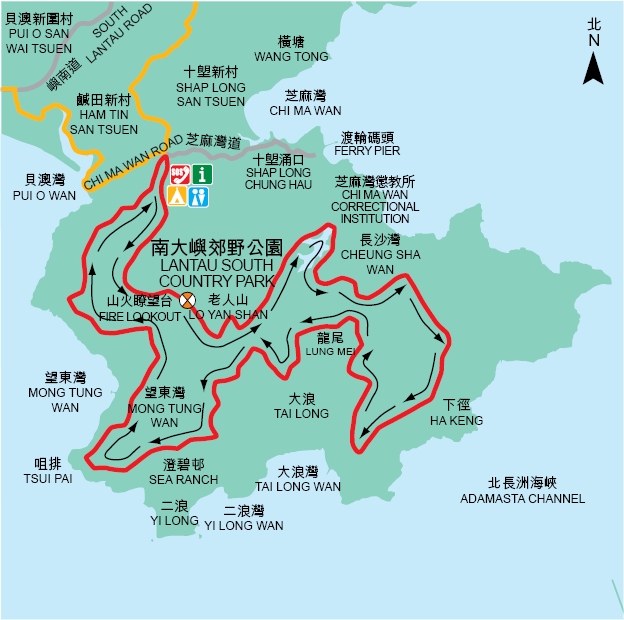 貝澳新圍村
PUI O SAN
WAI TSUEN
嶼南道
SOUTH
LANTAU ROAD
橫塘
WANG TONG
北
N
十塱新村
SHAP LONG
SAN TSUEN
芝麻灣
CHI MA WAN
鹹田新村
HAM TIN
SAN TSUEN
CHI MA WAN ROAD 芝麻灣道
渡輪碼頭
FERRY PIER
十塱涌口
SHAP LONG
CHUNG HAU
貝澳灣
PUI O WAN
SOS
i
芝麻灣懲教所
CHI MA WAN
CORRECTIONAL
INSTITUTION
南大嶼郊野公園
LANTAU SOUTH
COUNTRY PARK
長沙灣
CHEUNG SHA
WAN
山火瞭望台
FIRE LOOKOUT
老人山
LO YAN SHAN
龍尾
LUNG MEI
望東灣
MONG TUNG
WAN
望東灣
MONG TUNG
WAN
大浪
TAI LONG
下徑
HA KENG
咀排
TSUI PAI
澄碧邨
SEA RANCH
大浪灣
TAI LONG WAN
北長洲海峽
ADAMASTA CHANNEL
二浪
YI LONG
二浪灣
YI LONG WAN